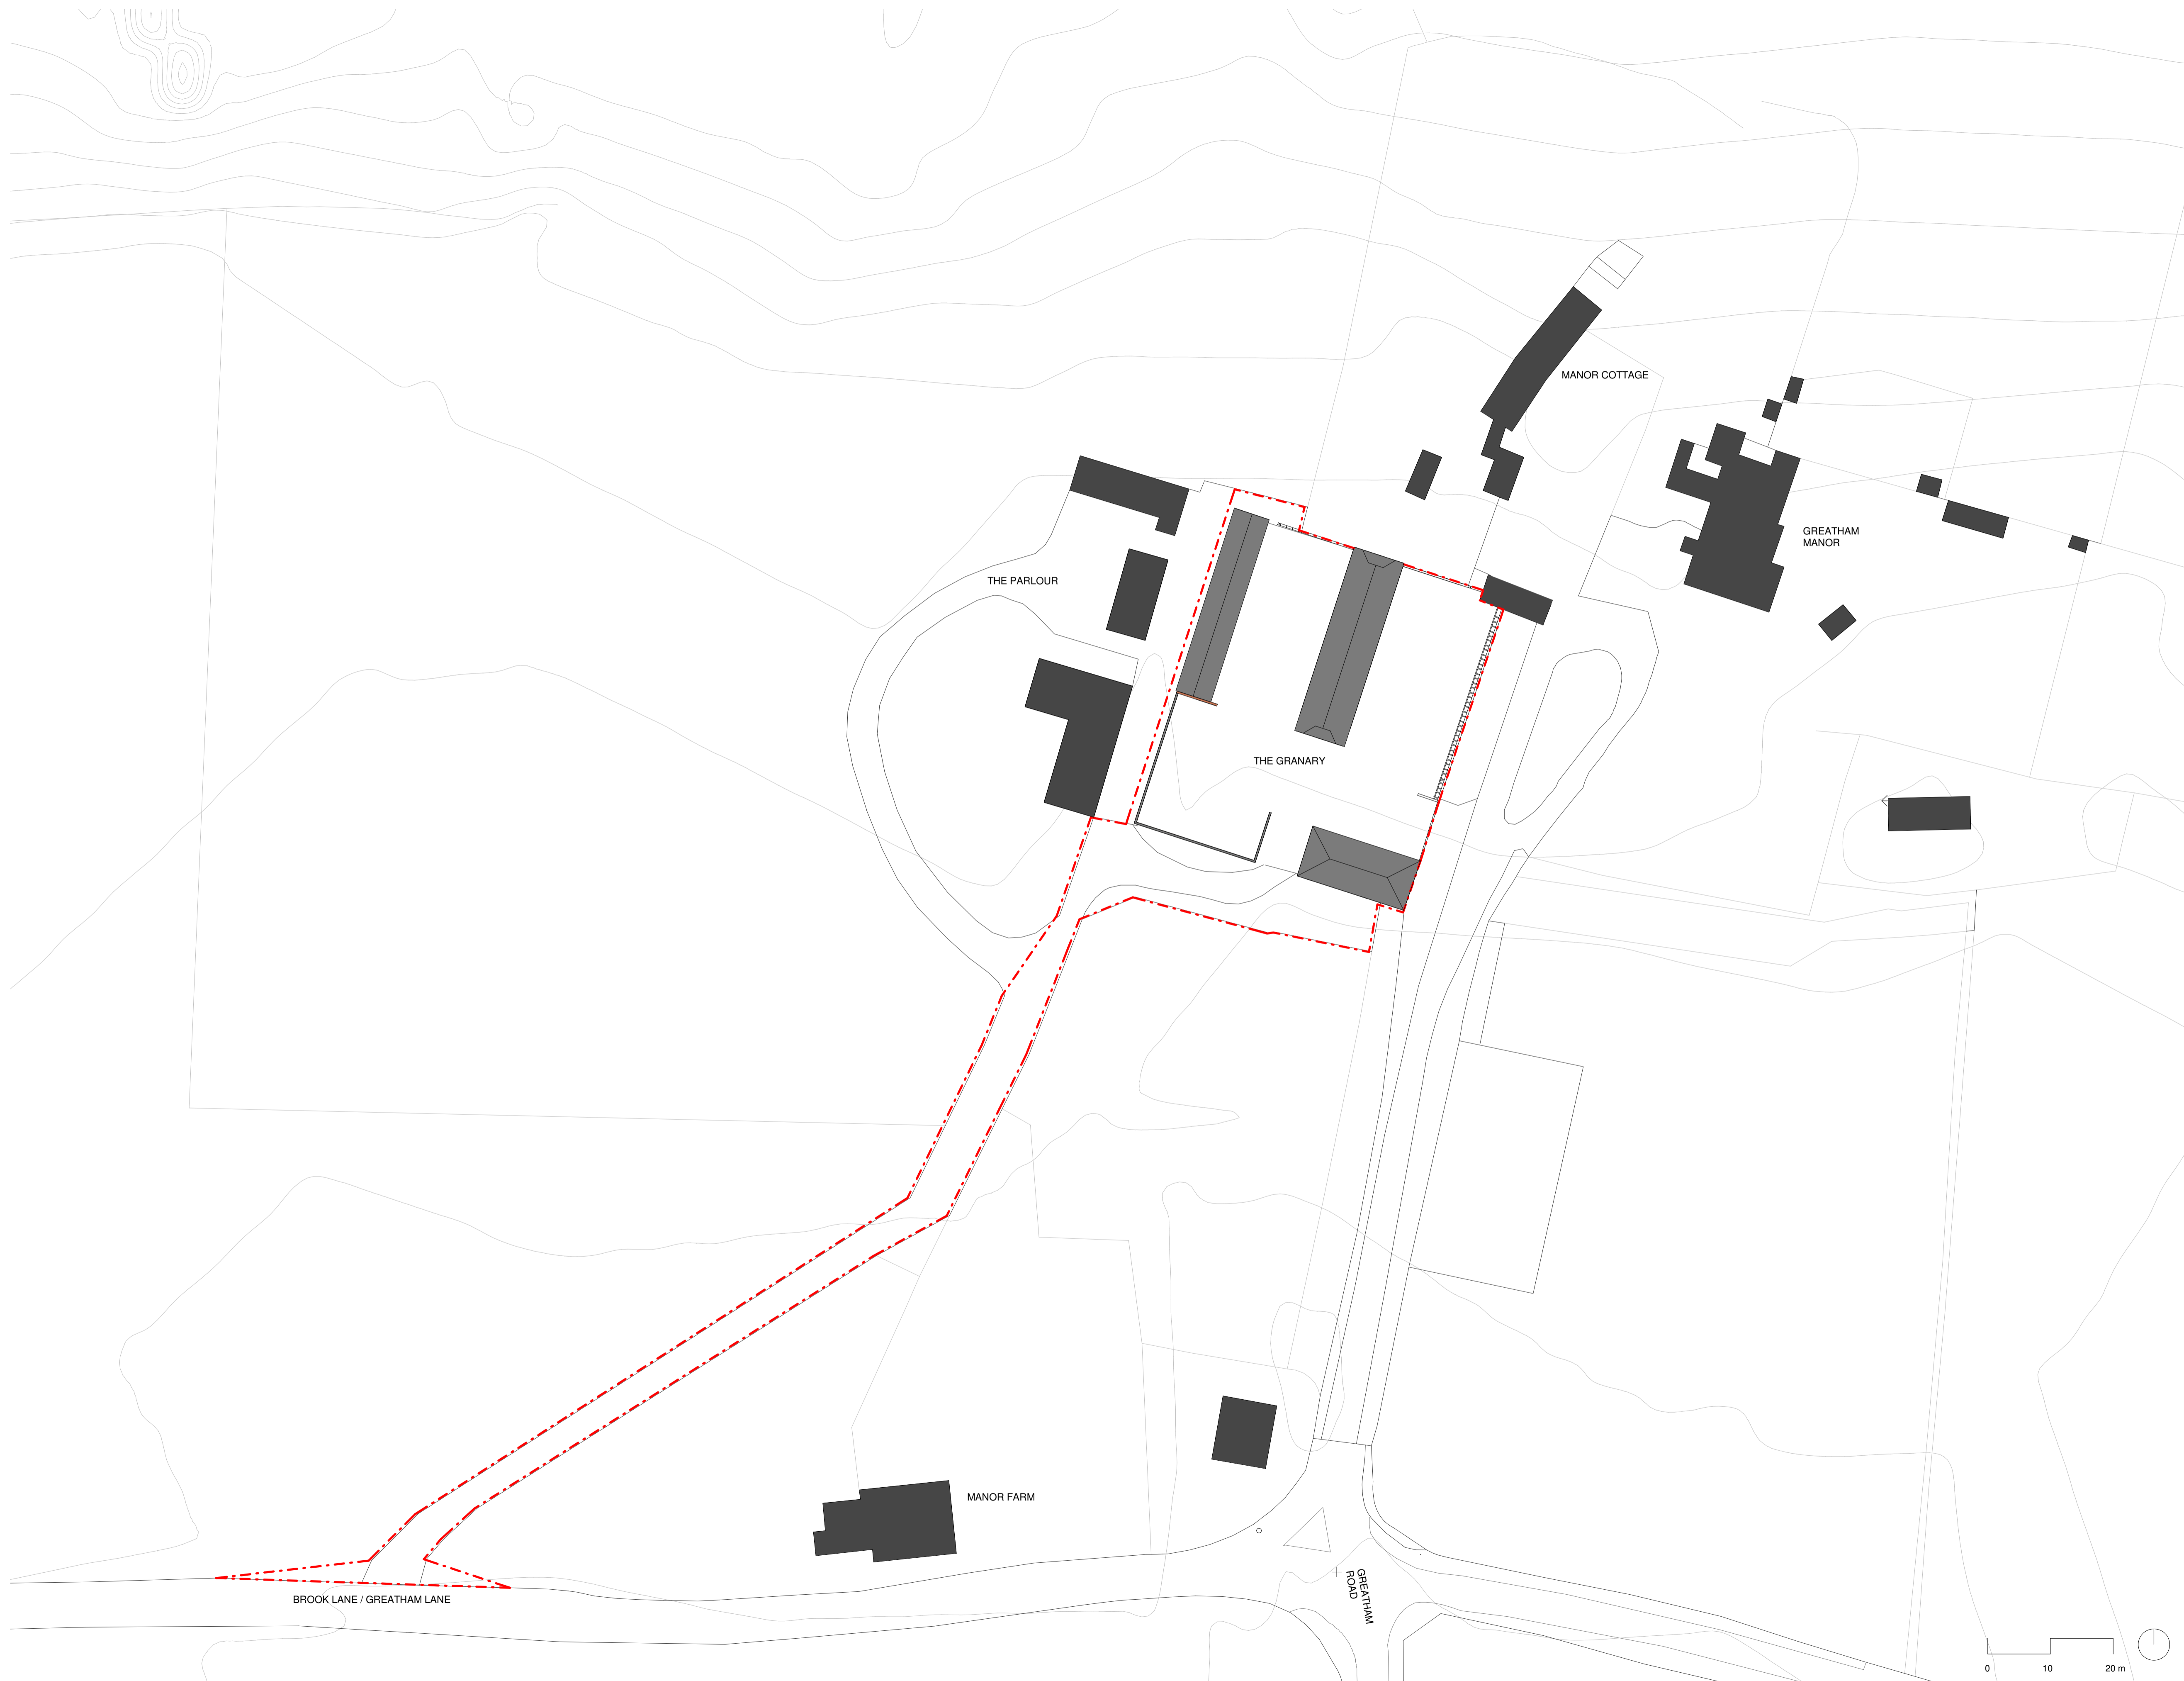 MANOR COTTAGE
GREATHAM
MANOR
THE PARLOUR
THE GRANARY
MANOR FARM
BROOK LANE / GREATHAM LANE
GREATHAM
ROAD
0 10 20 m